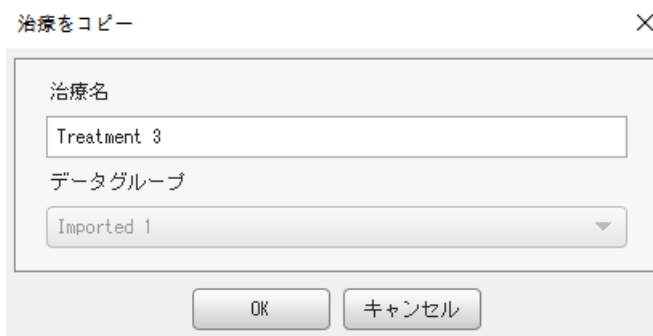 治療をコピー
治療名
Treatment 3
データグループ
Imported 1
OK
キャンセル